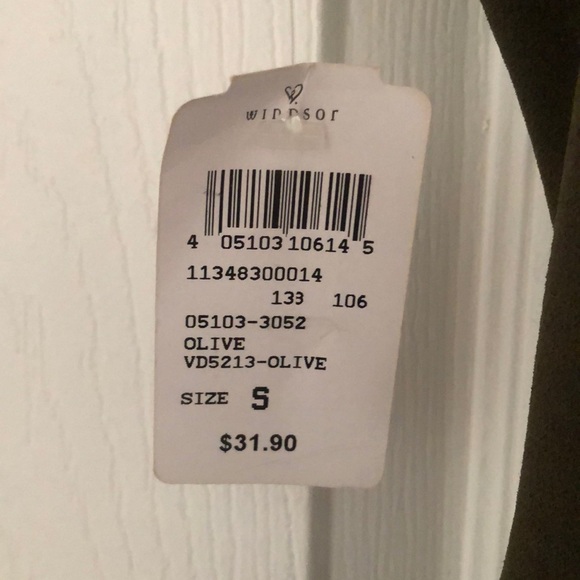 WINDSOR
4 05103 10614 5
11348300014
133 106
05103-3052
OLIVE
VD5213-OLIVE
SIZE S
$31.90